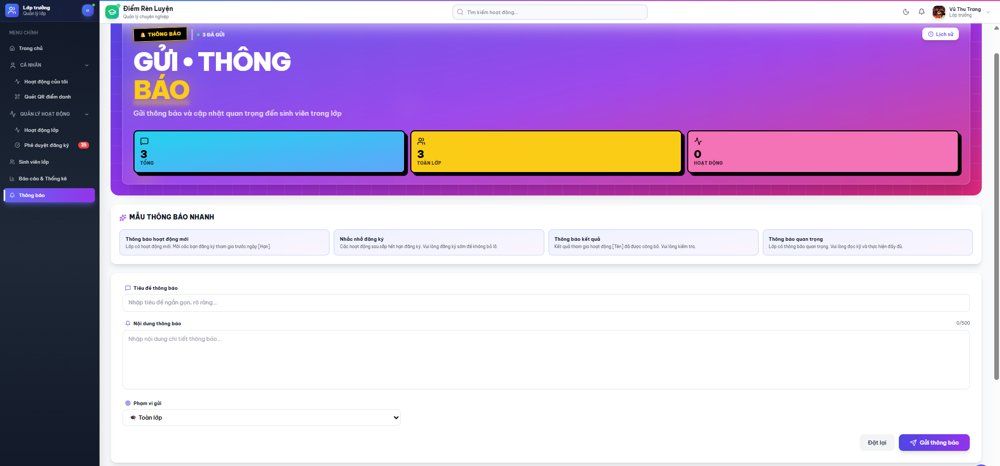 Lớp trưởng
Quản lý lớp
Điểm Rèn Luyện
Quản lý chuyên nghiệp
Tìm kiếm hoạt động...
Vũ Thu Trang
Lớp trưởng
MENU CHÍNH
Trang chủ
CÁ NHÂN
Hoạt động của tôi
Quét QR điểm danh
QUẢN LÝ HOẠT ĐỘNG
Hoạt động lớp
Phê duyệt đăng ký 35
Sinh viên lớp
Báo cáo & Thống kê
Thông báo
THÔNG BÁO
3 ĐÃ GỬI
Lịch sử
GỬI • THÔNG
BÁO
Gửi thông báo và cập nhật quan trọng đến sinh viên trong lớp
3
TỔNG
3
TOÀN LỚP
0
HOẠT ĐỘNG
MẪU THÔNG BÁO NHANH
Thông báo hoạt động mới
Lớp có hoạt động mới. Mời các bạn đăng ký tham gia trước ngày [Hạn].
Nhắc nhở đăng ký
Các hoạt động sau sắp hết hạn đăng ký. Vui lòng đăng ký sớm để không bỏ lỡ.
Thông báo kết quả
Kết quả tham gia hoạt động [Tên] đã được công bố. Vui lòng kiểm tra.
Thông báo quan trọng
Lớp có thông báo quan trọng. Vui lòng đọc kỹ và thực hiện đầy đủ.
Tiêu đề thông báo
Nhập tiêu đề ngắn gọn, rõ ràng...
Nội dung thông báo
0/500
Nhập nội dung chi tiết thông báo...
Phạm vi gửi
Toàn lớp
Đặt lại
Gửi thông báo